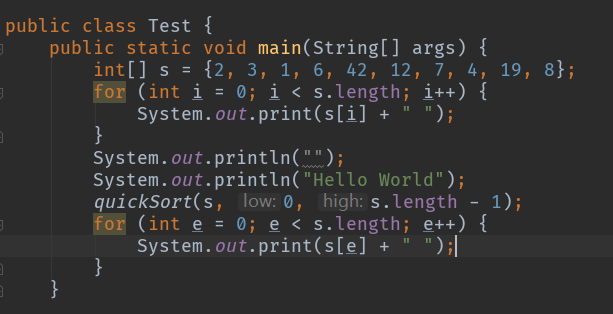 public class Test {
    public static void main(String[] args) {
        int[] s = {2, 3, 1, 6, 42, 12, 7, 4, 19, 8};
        for (int i = 0; i < s.length; i++) {
            System.out.print(s[i] + " ");
        }
        System.out.println("");
        System.out.println("Hello World");
        quickSort(s, low: 0, high: s.length - 1);
        for (int e = 0; e < s.length; e++) {
            System.out.print(s[e] + " ");
        }
    }